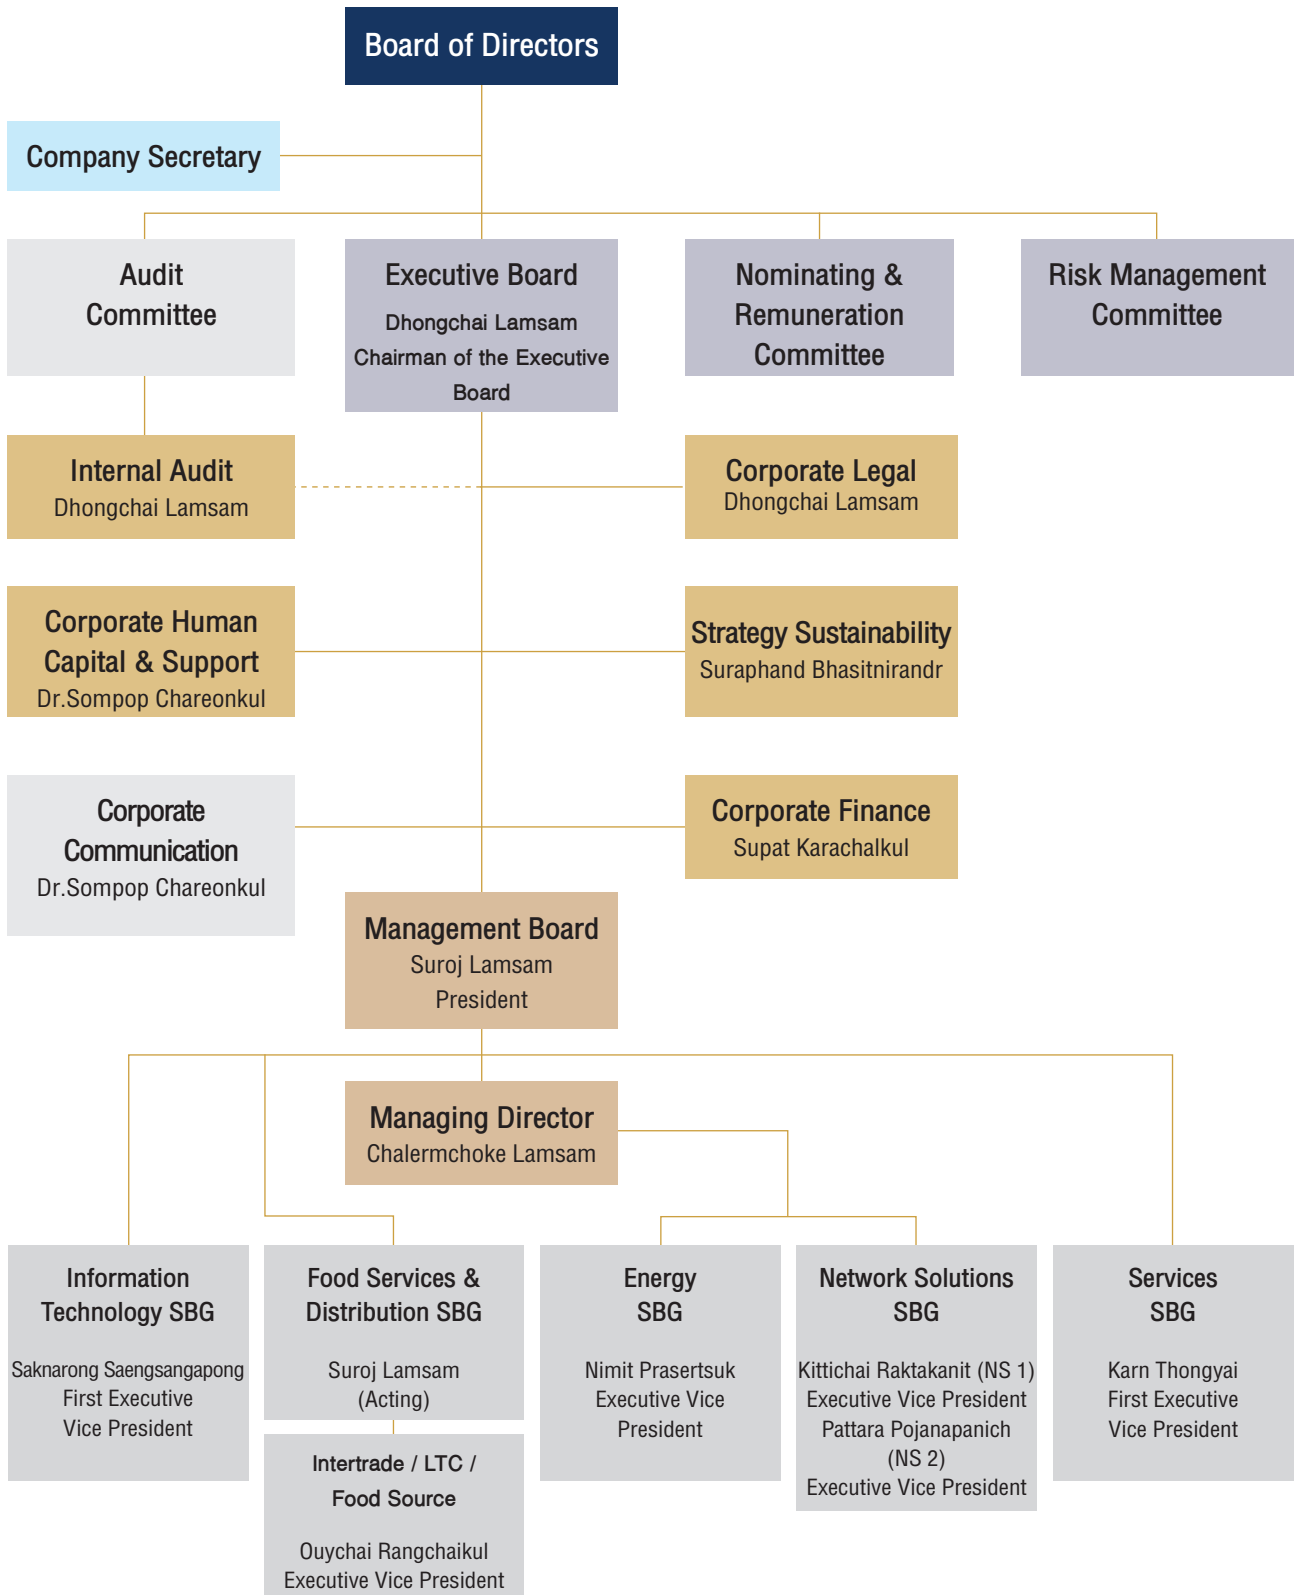 Board of Directors
Company Secretary
Audit
Committee
Executive Board
Dhongchai Lamsam
Chairman of the Executive
Board
Nominating &
Remuneration
Committee
Risk Management
Committee
Internal Audit
Dhongchai Lamsam
Corporate Legal
Dhongchai Lamsam
Corporate Human
Capital & Support
Dr.Sompop Chareonkul
Strategy Sustainability
Suraphand Bhasitnirandr
Corporate
Communication
Dr.Sompop Chareonkul
Corporate Finance
Supat Karachalkul
Management Board
Suroj Lamsam
President
Managing Director
Chalermchoke Lamsam
Information
Technology SBG
Saknarong Saengsangapong
First Executive
Vice President
Food Services &
Distribution SBG
Suroj Lamsam
(Acting)
Intertrade / LTC /
Food Source
Ouychai Rangchaikul
Executive Vice President
Energy
SBG
Nimit Prasertsuk
Executive Vice
President
Network Solutions
SBG
Kittichai Raktakanit (NS 1)
Executive Vice President
Pattara Pojanapanich
(NS 2)
Executive Vice President
Services
SBG
Karn Thongyai
First Executive
Vice President